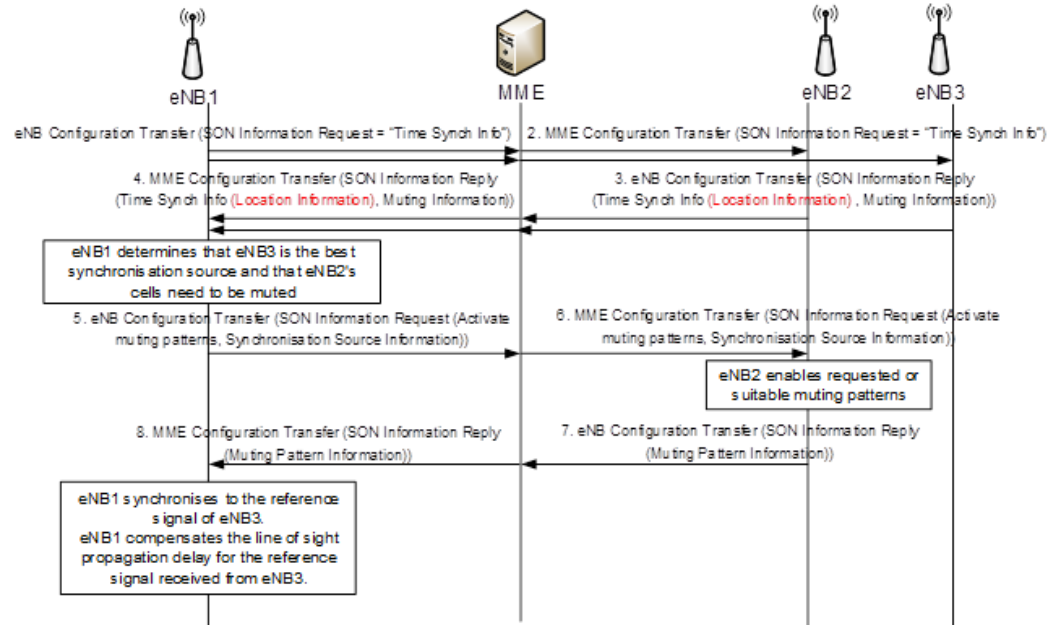 eNB1
MME
eNB2
eNB3
eNB Configuration Transfer (SON Information Request = "Time Synch Info")
2. MME Configuration Transfer (SON Information Request = "Time Synch Info")
4. MME Configuration Transfer (SON Information Reply
(Time Synch Info (Location Information), Muting Information))
3. eNB Configuration Transfer (SON Information Reply
(Time Synch Info (Location Information) , Muting Information))
eNB1 determines that eNB3 is the best
synchronisation source and that eNB2's
cells need to be muted
5. eNB Configuration Transfer (SON Information Request (Activate
muting patterns, Synchronisation Source Information))
6. MME Configuration Transfer (SON Information Request (Activate
muting patterns, Synchronisation Source Information))
eNB2 enables requested or
suitable muting patterns
8. MME Configuration Transfer (SON Information Reply
(Muting Pattern Information))
7. eNB Configuration Transfer (SON Information Reply
(Muting Pattern Information))
eNB1 synchronises to the reference
signal of eNB3.
eNB1 compensates the line of sight
propagation delay for the reference
signal received from eNB3.